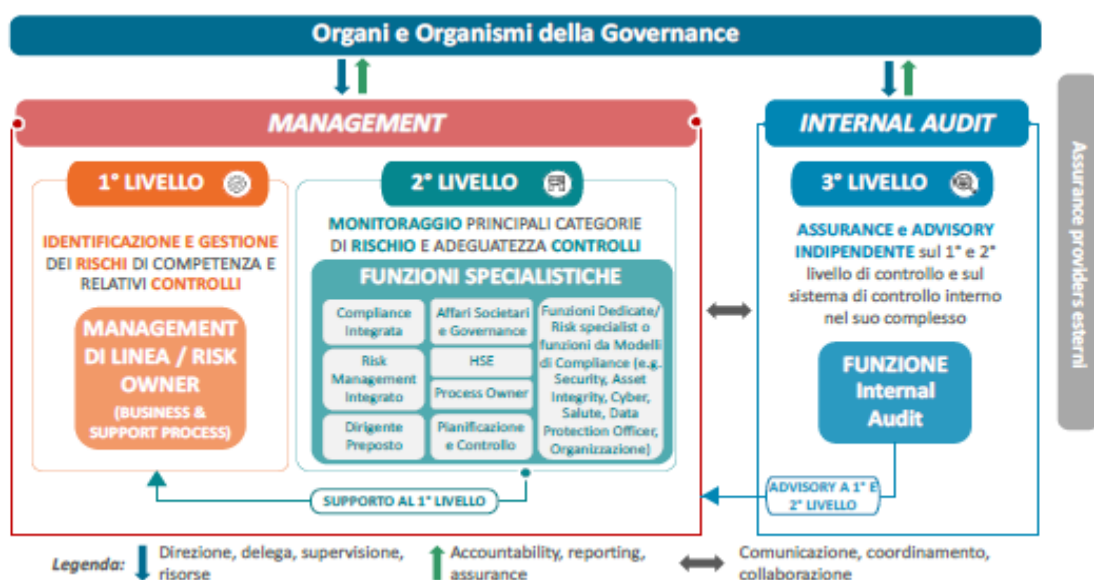 Organi e Organismi della Governance
MANAGEMENT
1° LIVELLO
IDENTIFICAZIONE E GESTIONE
DEI RISCHI DI COMPETENZA E
RELATIVI CONTROLLI
MANAGEMENT
DI LINEA / RISK
OWNER
(BUSINESS &
SUPPORT PROCESS)
2° LIVELLO
MONITORAGGIO PRINCIPALI CATEGORIE
DI RISCHIO E ADEGUATEZZA CONTROLLI
FUNZIONI SPECIALISTICHE
Compliance
Integrata
Risk
Management
Integrato
Dirigente
Preposto
Affari Societari
e Governance
HSE
Process Owner
Pianificazione
e Controllo
Funzioni Dedicate/
Risk specialist o
funzioni da Modelli
di Compliance (e.g.
Security, Asset
Integrity, Cyber,
Salute, Data
Protection Officer,
Organizzazione)
SUPPORTO AL 1° LIVELLO
INTERNAL AUDIT
3° LIVELLO
ASSURANCE e ADVISORY
INDIPENDENTE sul 1° e 2°
livello di controllo e sul
sistema di controllo interno
nel suo complesso
FUNZIONE
Internal
Audit
ADVISORY A 1° E
2° LIVELLO
Assurance providers esterni
Legenda:
Direzione, delega, supervisione,
risorse
Accountability, reporting,
assurance
Comunicazione, coordinamento,
collaborazione